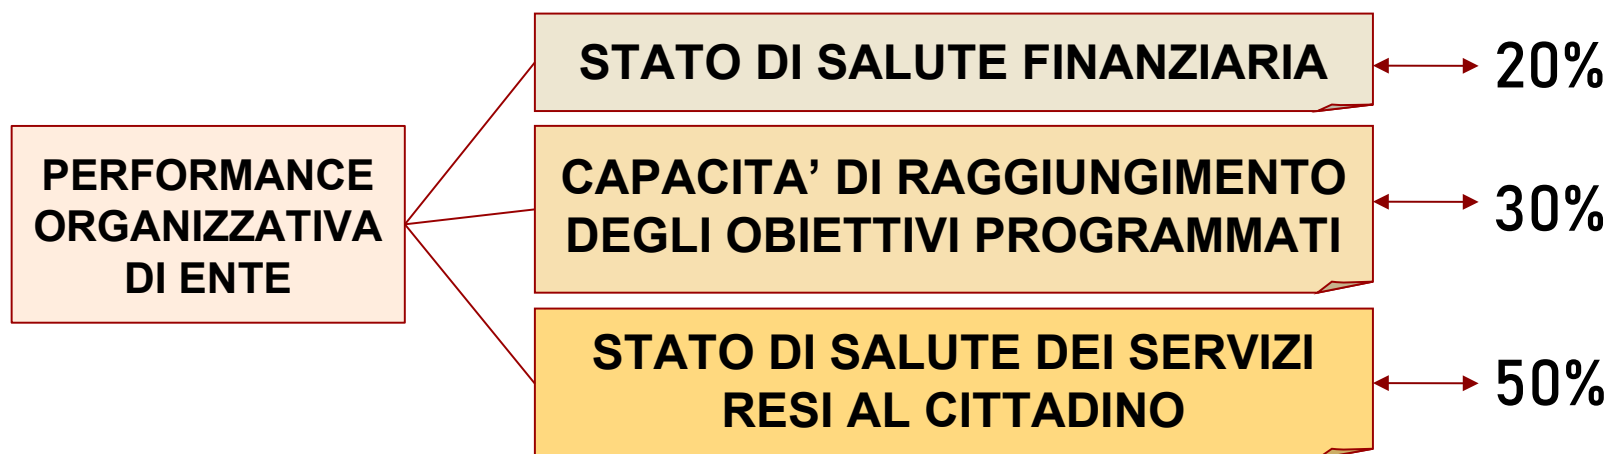 STATO DI SALUTE FINANZIARIA
20%
PERFORMANCE
ORGANIZZATIVA
DI ENTE
CAPACITA’ DI RAGGIUNGIMENTO
DEGLI OBIETTIVI PROGRAMMATI
30%
STATO DI SALUTE DEI SERVIZI
RESI AL CITTADINO
50%